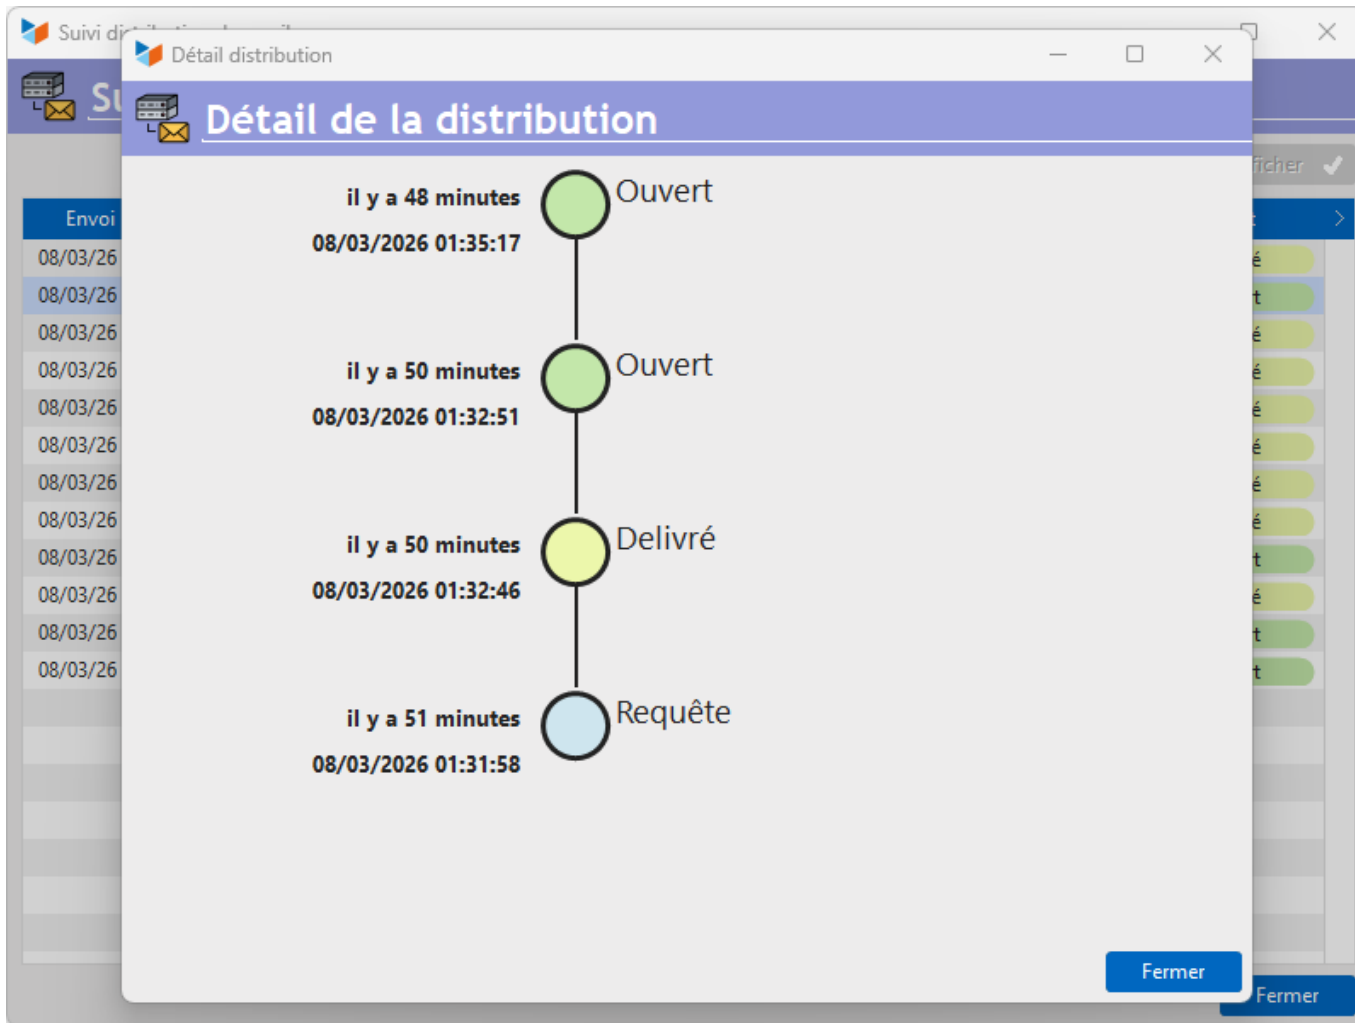 Suivi di
Détail distribution
Su
Détail de la distribution
ficher
Envoi
il y a 48 minutes
Ouvert
08/03/2026 01:35:17
08/03/26
é
08/03/26
t
08/03/26
é
il y a 50 minutes
Ouvert
08/03/26
é
08/03/2026 01:32:51
08/03/26
é
08/03/26
é
08/03/26
é
08/03/26
é
il y a 50 minutes
Delivré
08/03/26
t
08/03/2026 01:32:46
08/03/26
é
08/03/26
t
08/03/26
t
il y a 51 minutes
Requête
08/03/2026 01:31:58
Fermer
Fermer